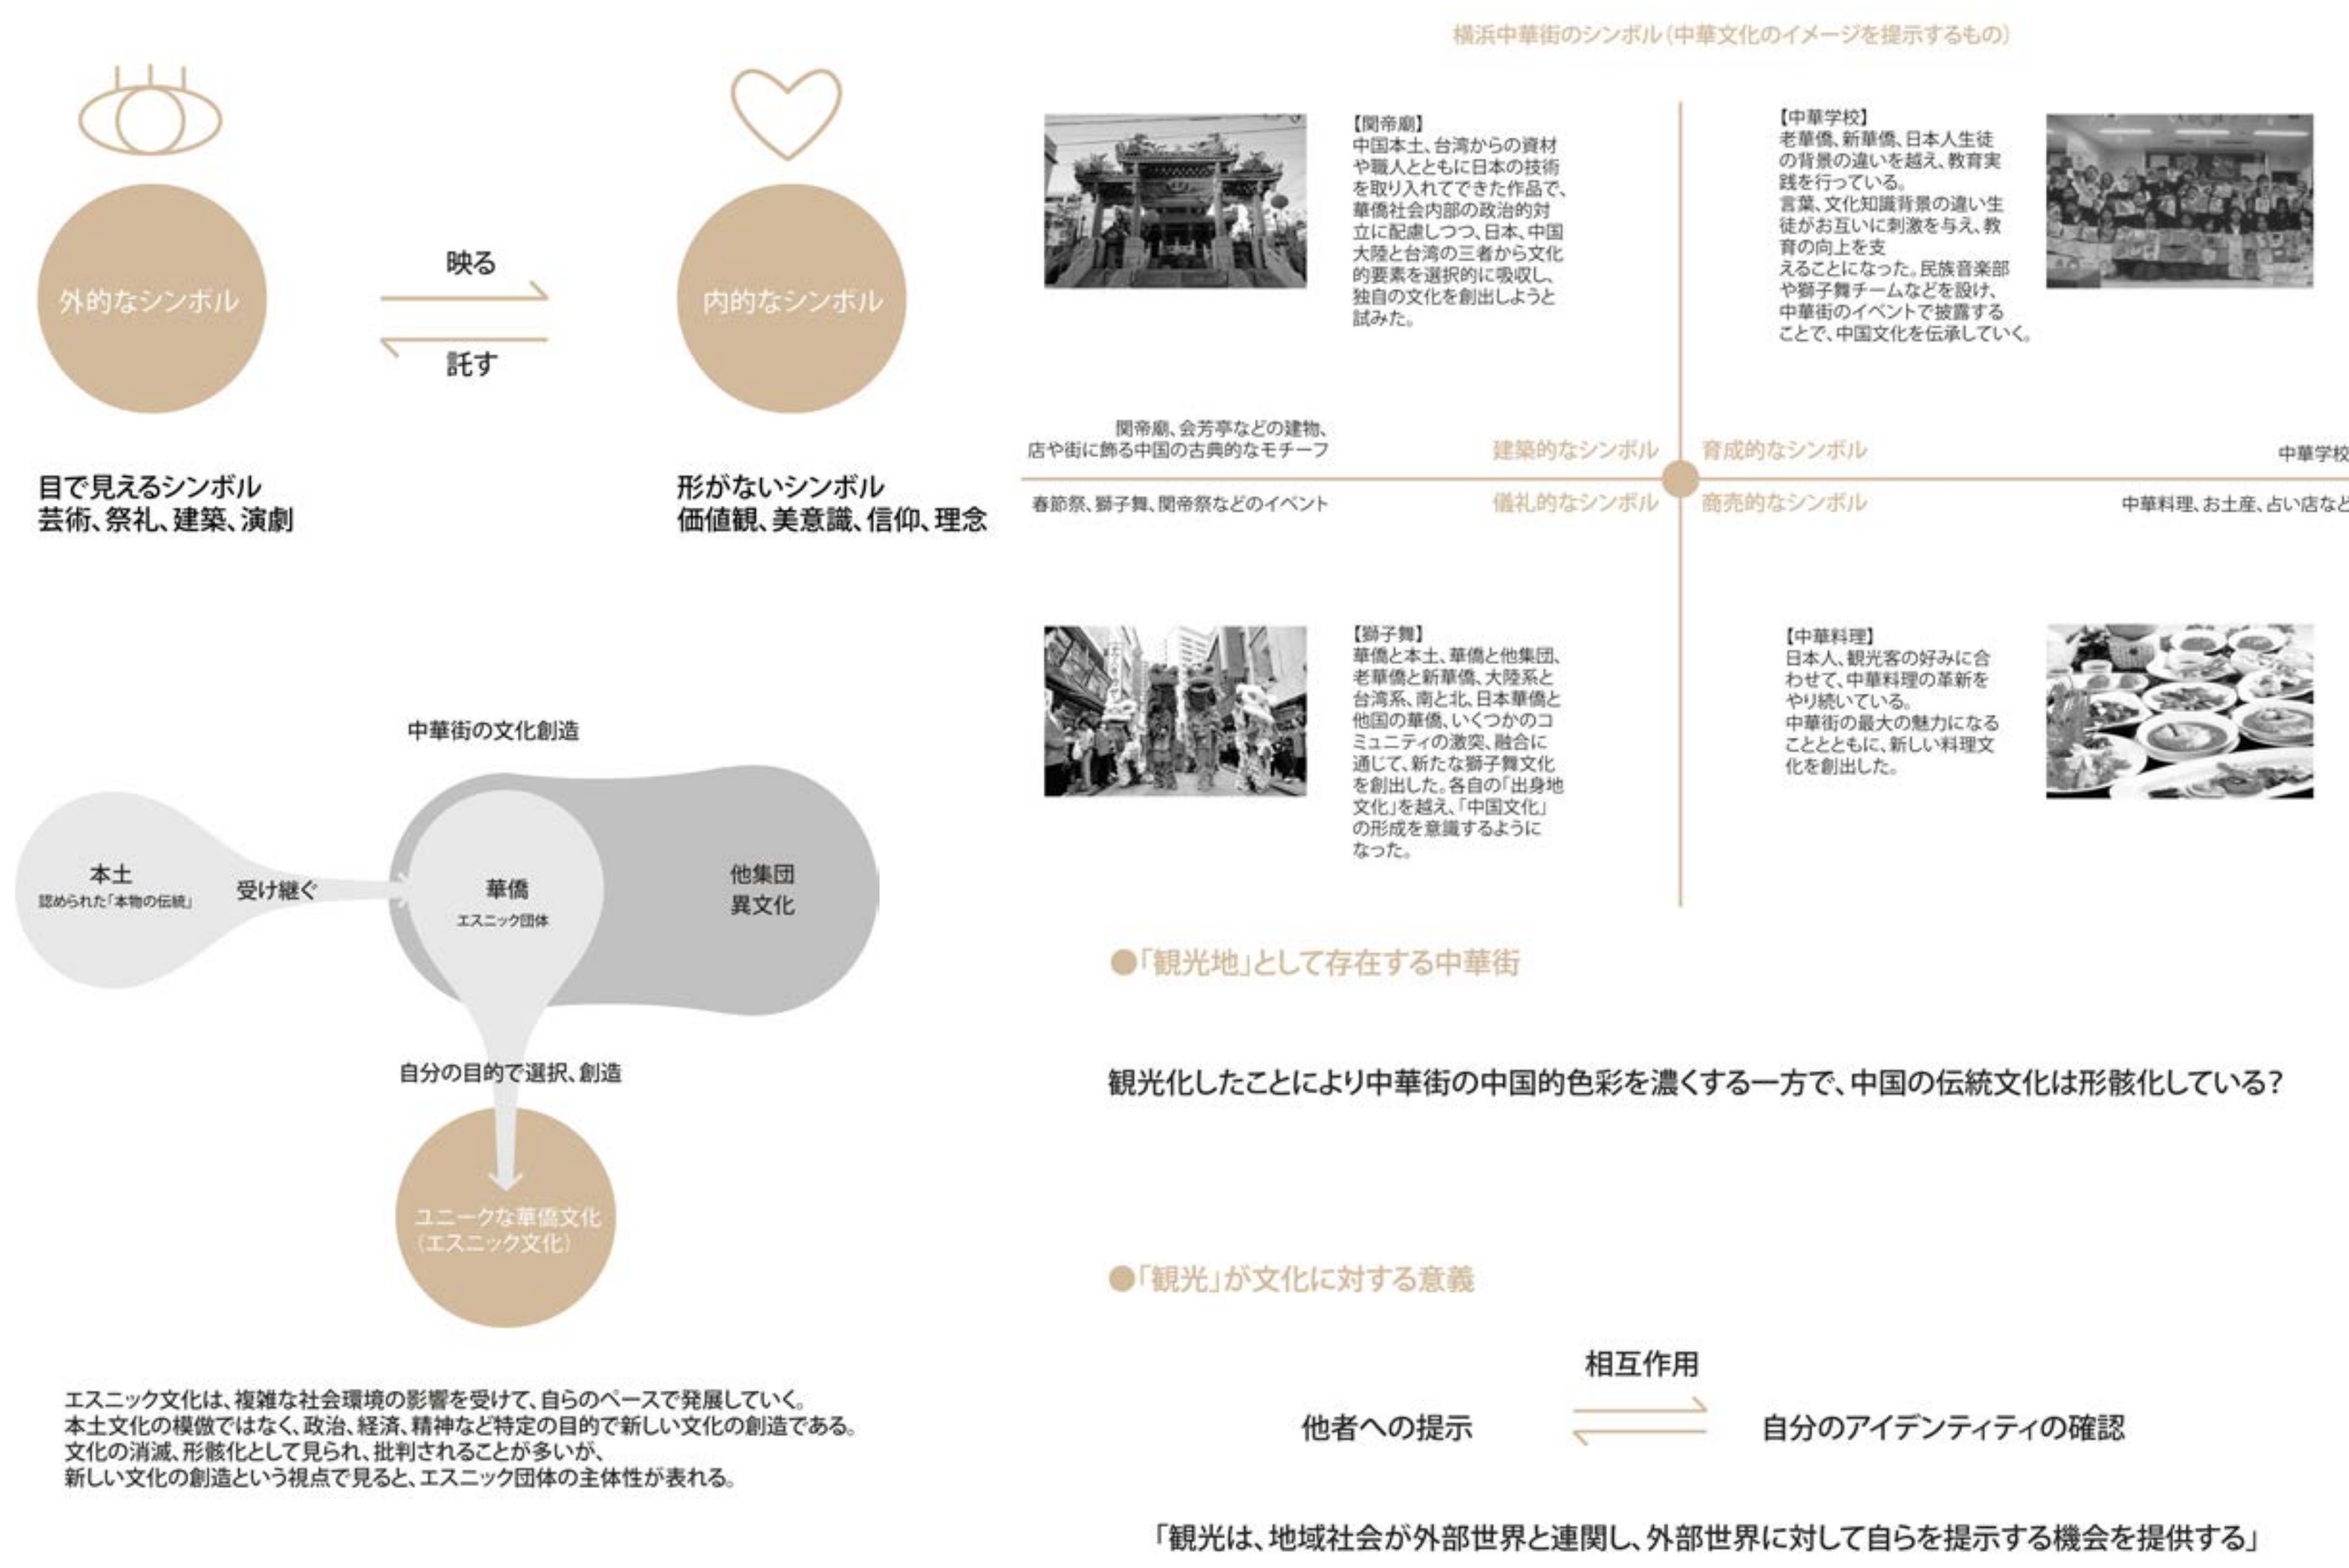 外的なシンボル
映る
託す
内的なシンボル
目で見えるシンボル
芸術、祭礼、建築、演劇
形がないシンボル
価値観、美意識、信仰、理念
中華街の文化創造
本土
認められた「本物の伝統」
受け継ぐ
華僑
エスニック団体
他集団
異文化
自分の目的で選択、創造
ユニークな華僑文化
(エスニック文化)
エスニック文化は、複雑な社会環境の影響を受けて、自らのペースで発展していく。
本土文化の模倣ではなく、政治、経済、精神など特定の目的で新しい文化の創造である。
文化の消滅、形骸化として見られ、批判されることが多いが、
新しい文化の創造という視点で見ると、エスニック団体の主体性が表れる。
横浜中華街のシンボル(中華文化のイメージを提示するもの)
【関帝廟】
中国本土、台湾からの資材
や職人とともに日本の技術
を取り入れてできた作品で、
華僑社会内部の政治的対
立に配慮しつつ、日本、中国
大陸と台湾の三者から文化
的要素を選択的に吸収し、
独自の文化を創出しようと
試みた。
【中華学校】
老華僑、新華僑、日本人生徒
の背景の違いを越え、教育実
践を行っている。
言葉、文化知識背景の違い生
徒がお互いに刺激を与え、教
育の向上を支
えることになった。民族音楽部
や獅子舞チームなどを設け、
中華街のイベントで披露する
ことで、中国文化を伝承していく。
関帝廟、会芳亭などの建物、
店や街に飾る中国の古典的なモチーフ
建築的なシンボル
育成的なシンボル
中華学校
春節祭、獅子舞、関帝祭などのイベント
儀礼的なシンボル
商売的なシンボル
中華料理、お土産、占い店など
【獅子舞】
華僑と本土、華僑と他集団、
老華僑と新華僑、大陸系と
台湾系、南と北、日本華僑と
他国の華僑、いくつかのコ
ミュニティの激突、融合に
通じて、新たな獅子舞文化
を創出した。各自の「出身地
文化」を越え、「中国文化」
の形成を意識するように
なった。
【中華料理】
日本人、観光客の好みに合
わせて、中華料理の革新を
やり続いている。
中華街の最大の魅力になる
こととともに、新しい料理文
化を創出した。
●「観光地」として存在する中華街
観光化したことにより中華街の中国的色彩を濃くする一方で、中国の伝統文化は形骸化している？
●「観光」が文化に対する意義
相互作用
他者への提示
自分のアイデンティティの確認
「観光は、地域社会が外部世界と連関し、外部世界に対して自らを提示する機会を提供する」